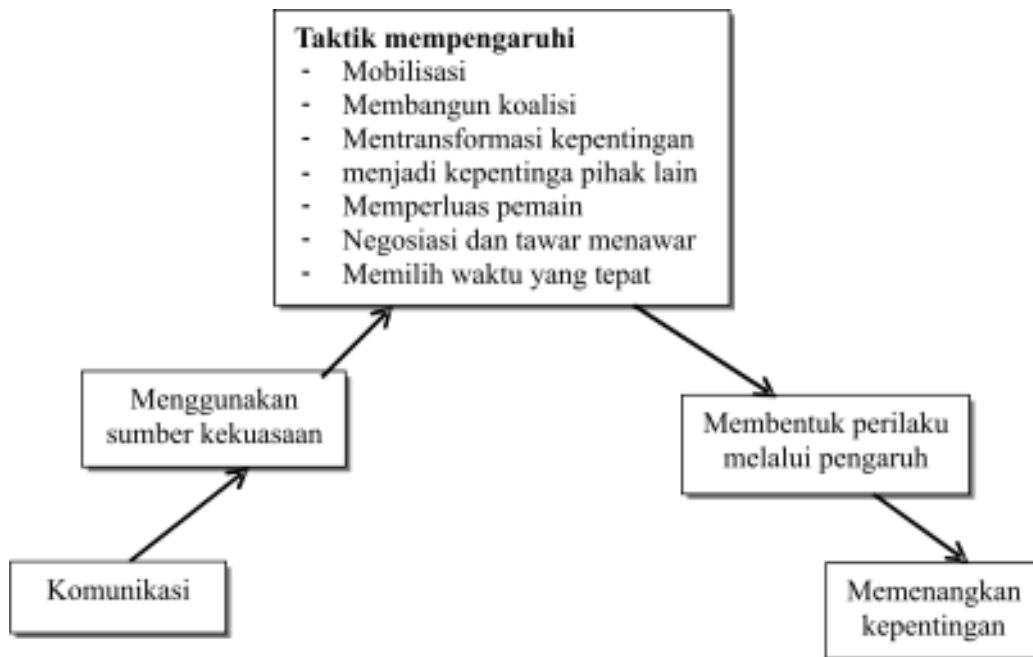 Taktik mempengaruhi
- Mobilisasi
- Membangun koalisi
- Mentransformasi kepentingan
- menjadi kepentinga pihak lain
- Memperluas pemain
- Negosiasi dan tawar menawar
- Memilih waktu yang tepat
Menggunakan
sumber kekuasaan
Membentuk perilaku
melalui pengaruh
Komunikasi
Memenangkan
kepentingan